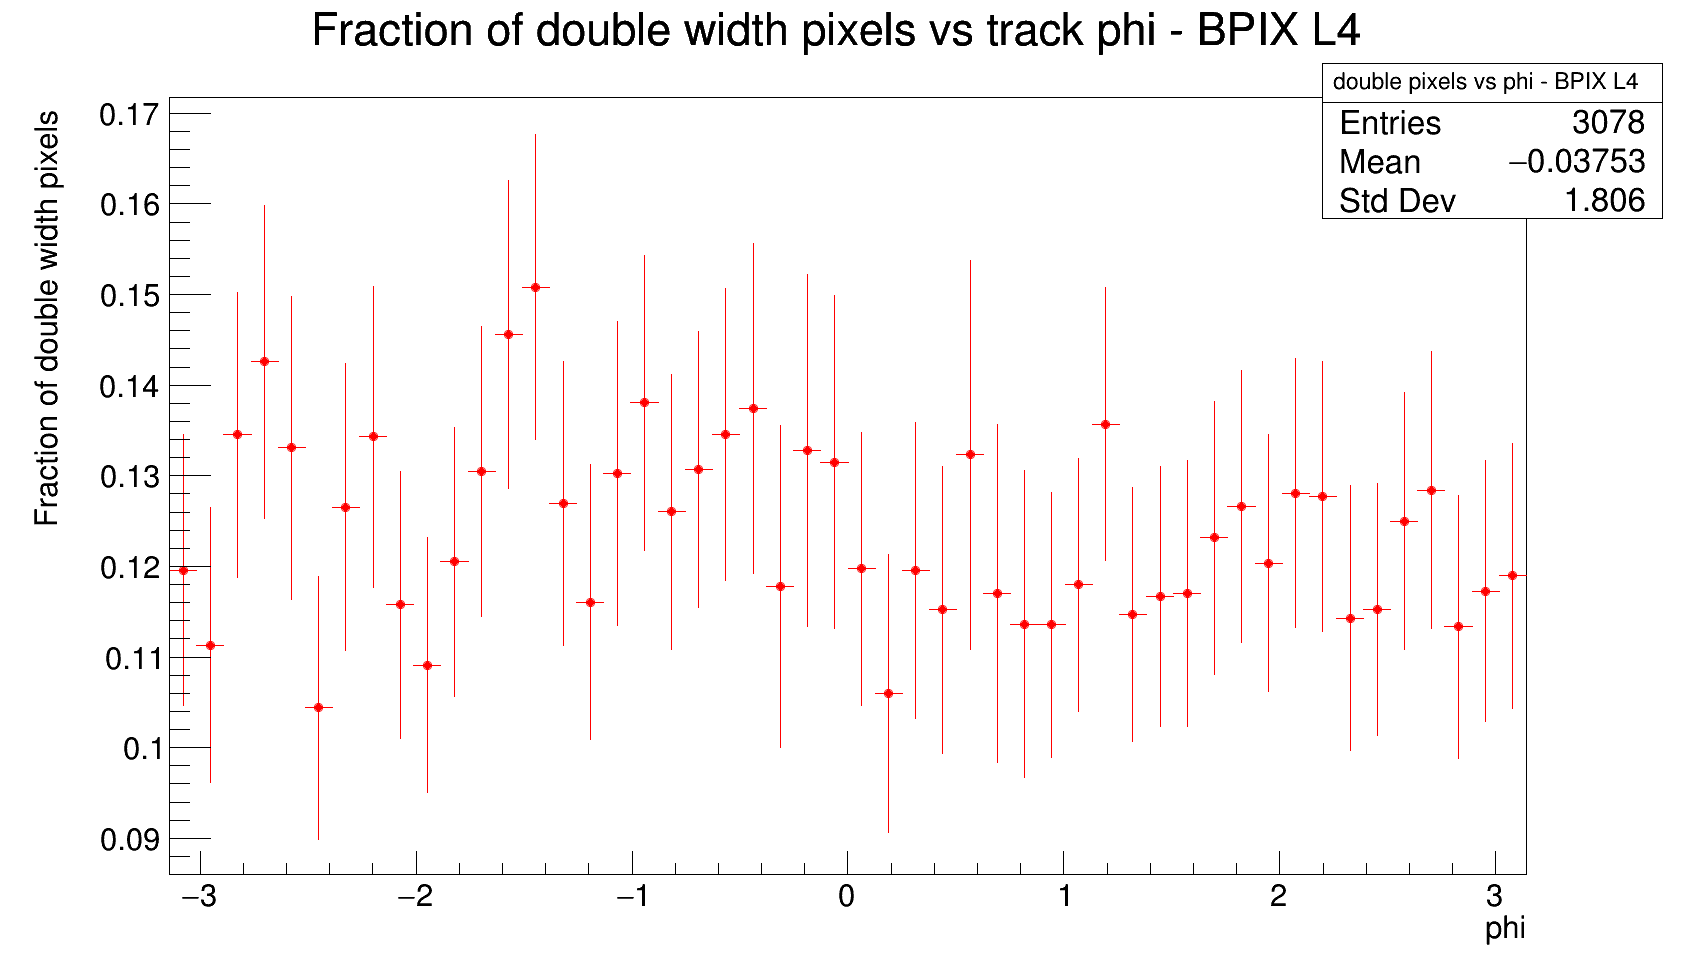 Fraction of double width pixels vs track phi - BPIX L4
double pixels vs phi - BPIX L4
Entries 3078
Mean −0.03753
Std Dev 1.806
Fraction of double width pixels
0.17
0.16
0.15
0.14
0.13
0.12
0.11
0.1
0.09
−3 −2 −1 0 1 2 3
phi